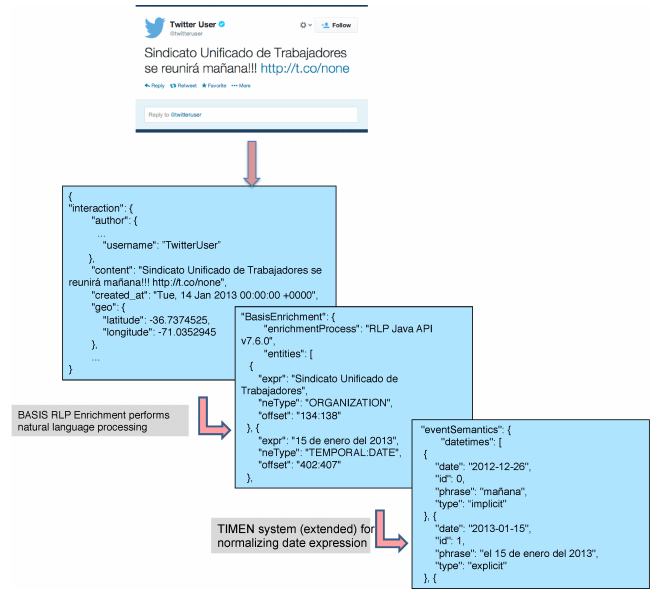 Twitter User
@twitteruser
Follow
Sindicato Unificado de Trabajadores
se reunirá mañana!!! http://t.co/none
Reply Retweet Favorite More
Reply to @twitteruser
{
"interaction": {
"author": {
...
"username": "TwitterUser"
},
"content": "Sindicato Unificado de Trabajadores se
reunirá mañana!!! http://t.co/none",
"created_at": "Tue, 14 Jan 2013 00:00:00 +0000",
"geo": {
"latitude": -36.7374525,
"longitude": -71.0352945
},
...
}
"BasisEnrichment": {
"enrichmentProcess": "RLP Java API
v7.6.0",
"entities": [
{
"expr": "Sindicato Unificado de
Trabajadores",
"neType": "ORGANIZATION",
"offset": "134:138"
}, {
"expr": "15 de enero del 2013",
"neType": "TEMPORAL:DATE",
"offset": "402:407"
},
BASIS RLP Enrichment performs
natural language processing
"eventSemantics": {
"datetimes": [
{
"date": "2012-12-26",
"id": 0,
"phrase": "mañana",
"type": "implicit"
}, {
"date": "2013-01-15",
"id": 1,
"phrase": "el 15 de enero del 2013",
"type": "explicit"
}, {
TIMEN system (extended) for
normalizing date expression